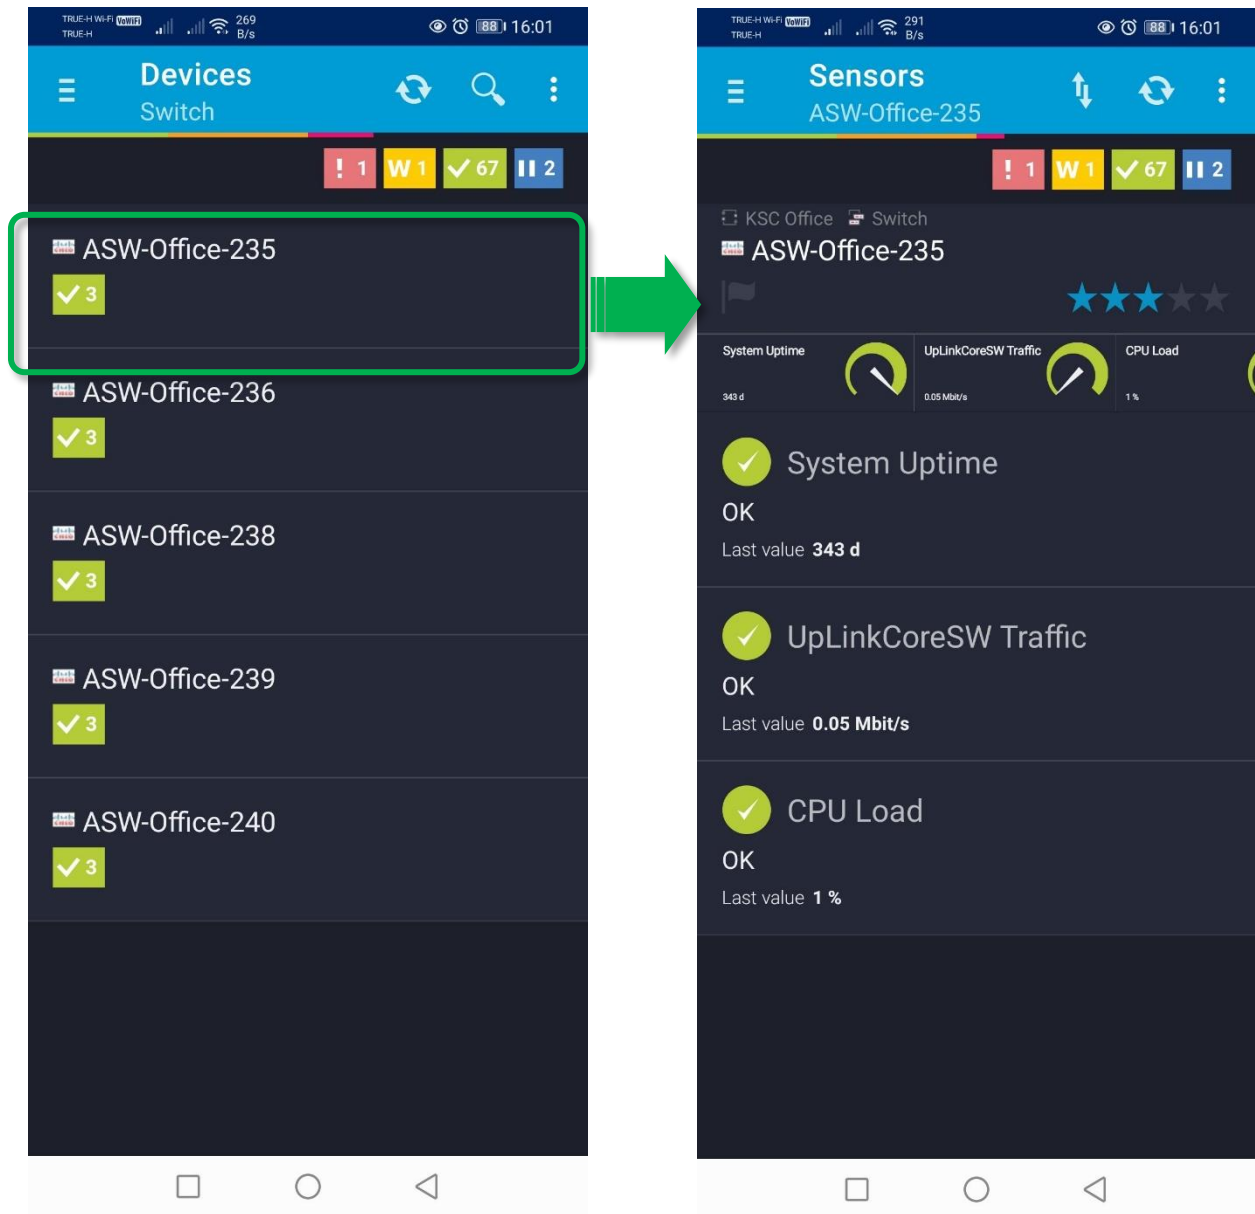 TRUE-H Wi-Fi VoWiFi
TRUE-H
269
B/s
88
16:01
Devices
Switch
! 1 W 1 67 2
ASW-Office-235
3
ASW-Office-236
3
ASW-Office-238
3
ASW-Office-239
3
ASW-Office-240
3
TRUE-H Wi-Fi VoWiFi
TRUE-H
291
B/s
88
16:01
Sensors
ASW-Office-235
! 1 W 1 67 2
KSC Office Switch
ASW-Office-235
System Uptime
343 d
UpLinkCoreSW Traffic
0.05 Mbit/s
CPU Load
1 %
System Uptime
OK
Last value 343 d
UpLinkCoreSW Traffic
OK
Last value 0.05 Mbit/s
CPU Load
OK
Last value 1 %